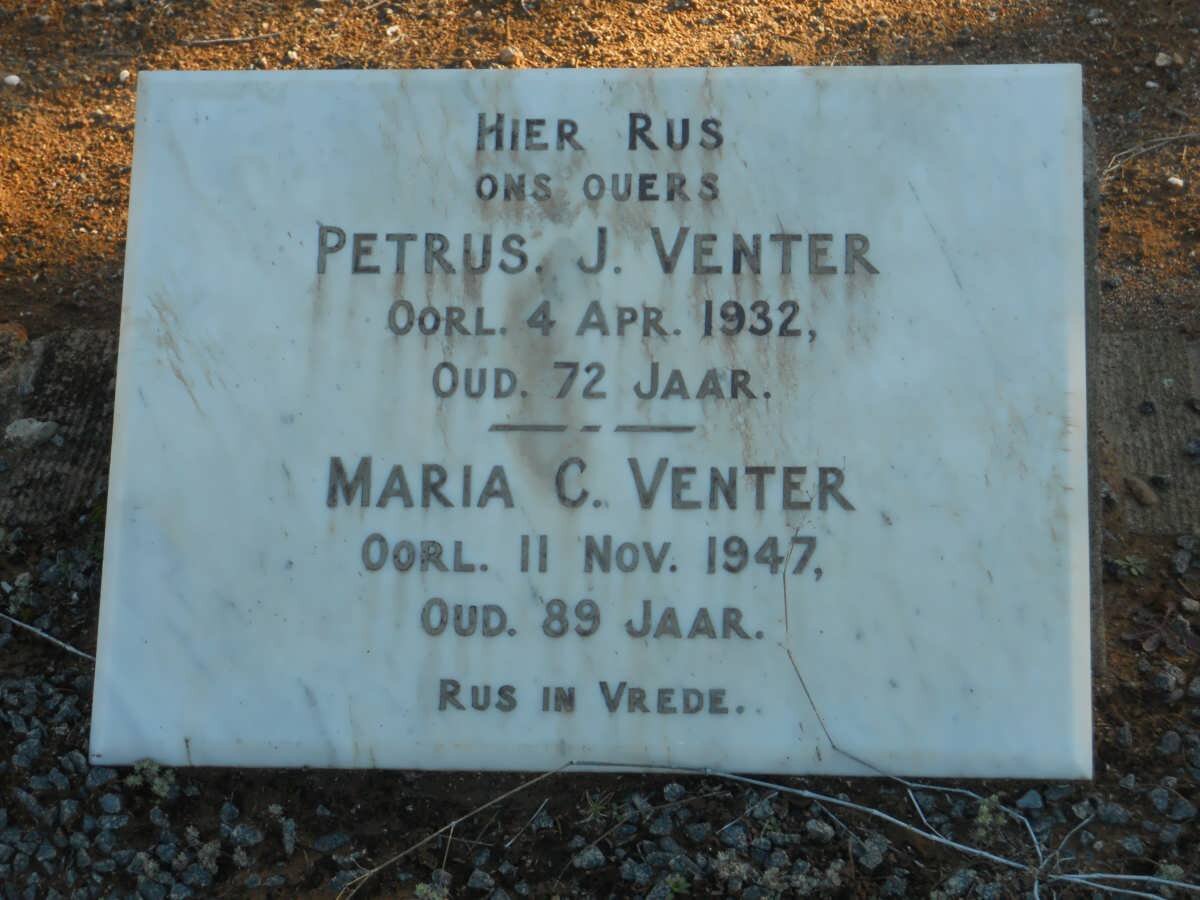 HIER RUS
ONS OUERS
PETRUS. J. VENTER
OORL. 4 APR. 1932,
OUD. 72 JAAR.
MARIA C. VENTER
OORL. 11 NOV. 1947,
OUD. 89 JAAR.
RUS IN VREDE.